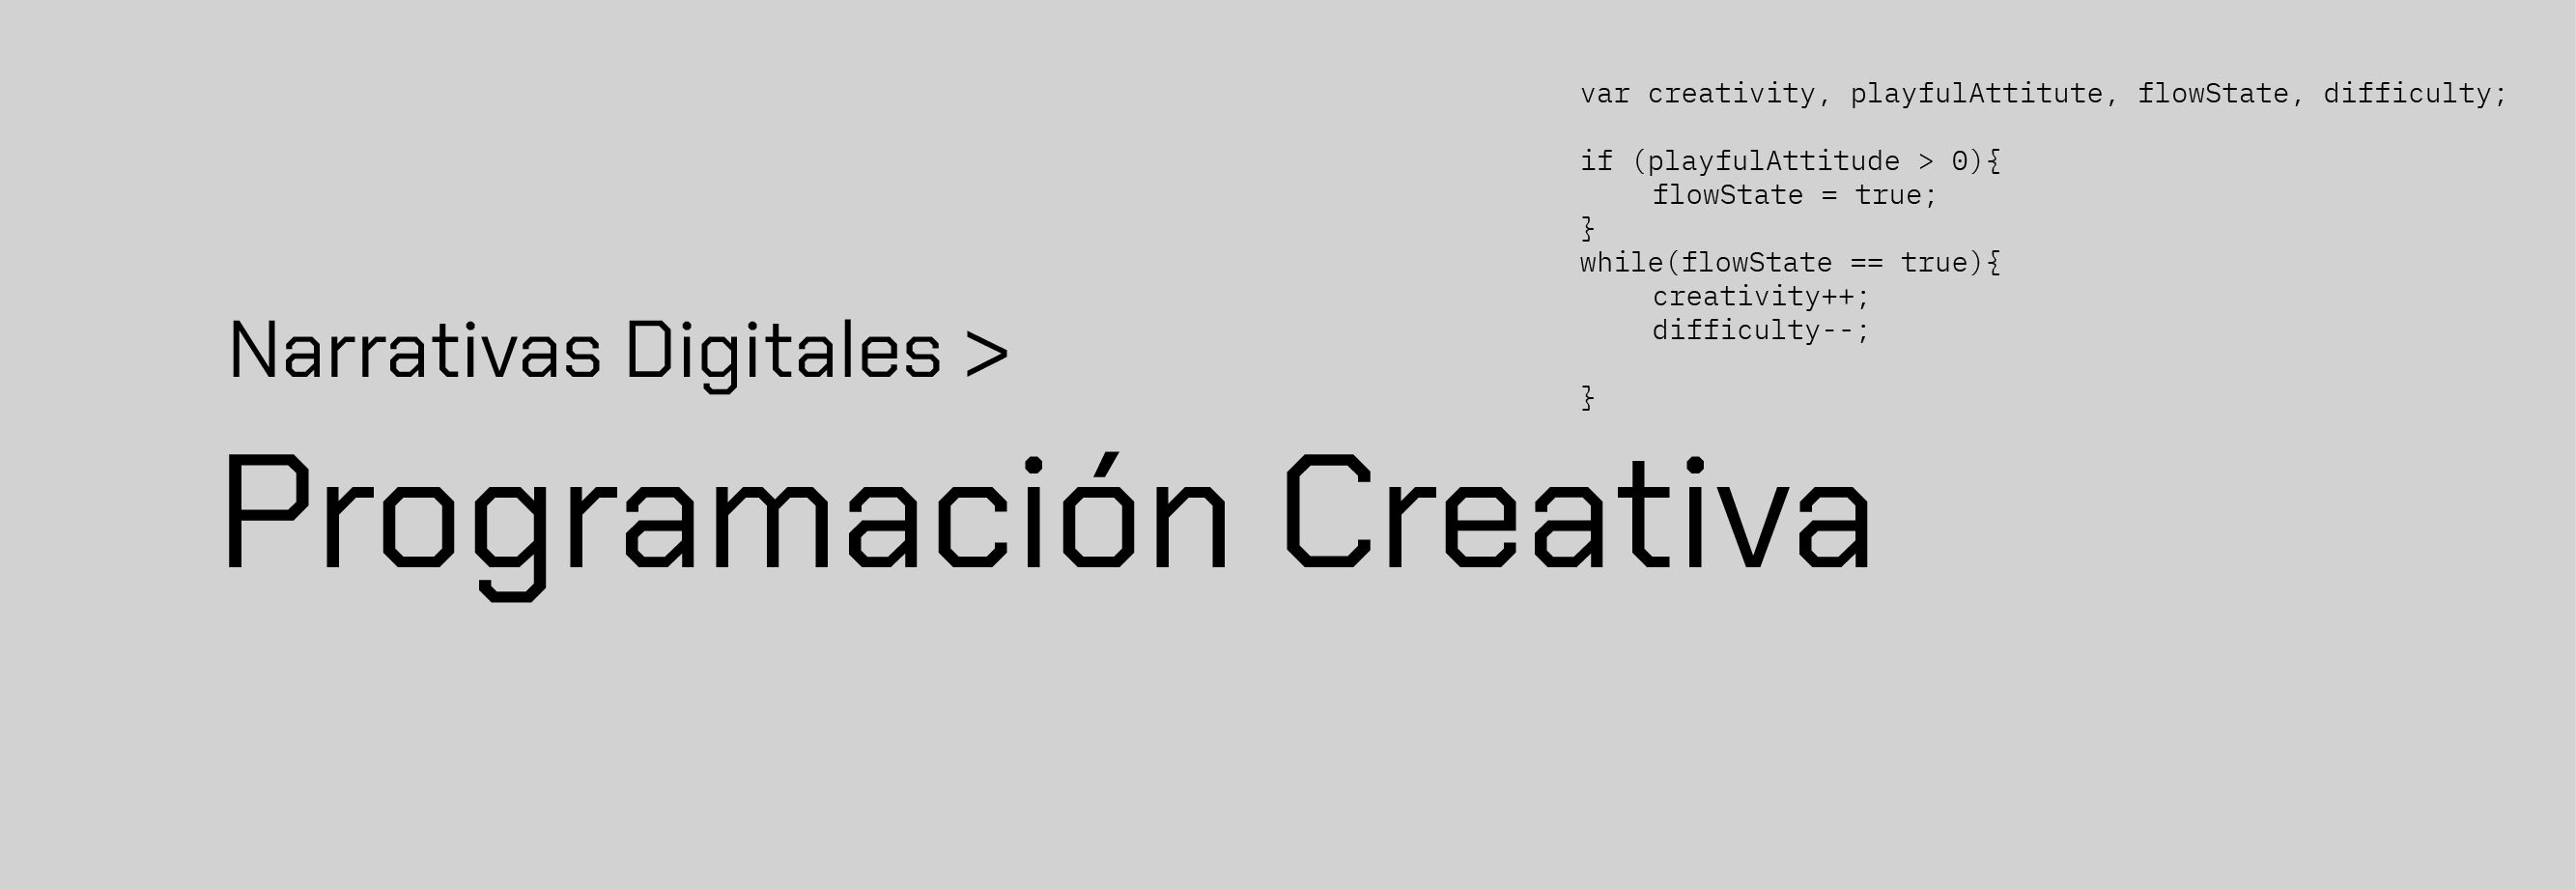 var creativity, playfulAttitute, flowState, difficulty;
if (playfulAttitude > 0){
flowState = true;
}
while(flowState == true){
creativity++;
difficulty--;
}
Narrativas Digitales >
Programación Creativa